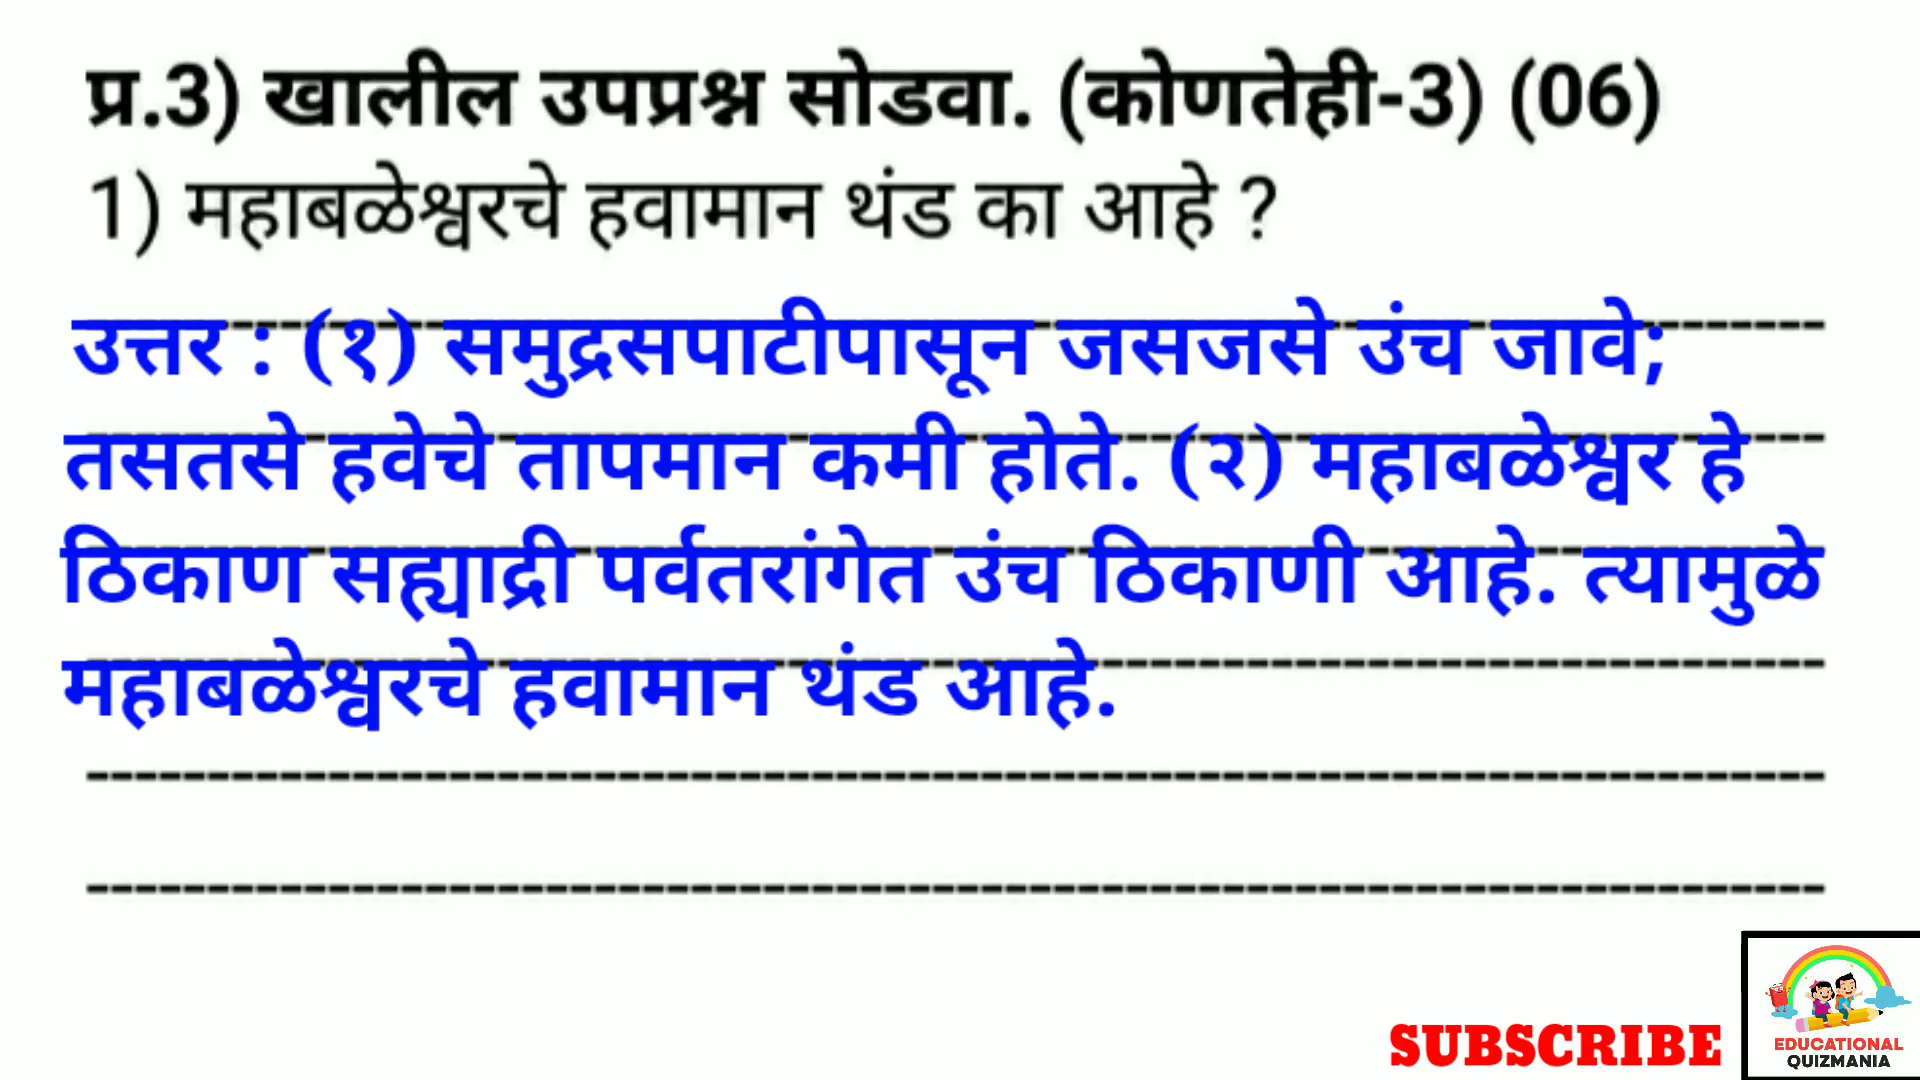 प्र.3) खालील उपप्रश्न सोडवा. (कोणतेही-3) (06)
1) महाबळेश्वरचे हवामान थंड का आहे ?
उत्तर : (१) समुद्रसपाटीपासून जसजसे उंच जावे;
तसतसे हवेचे तापमान कमी होते. (२) महाबळेश्वर हे
ठिकाण सह्याद्री पर्वतरांगेत उंच ठिकाणी आहे. त्यामुळे
महाबळेश्वरचे हवामान थंड आहे.
SUBSCRIBE
EDUCATIONAL
QUIZMANIA